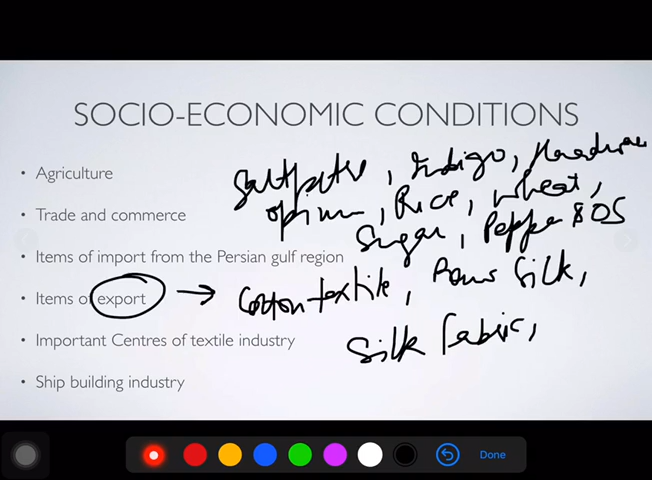 SOCIO-ECONOMIC CONDITIONS
Saltpetre, Indigo, Hardware
• Agriculture
opium, Rice, wheat,
• Trade and commerce
Sugar, Pepper & OS
• Items of import from the Persian gulf region
• Items of export → Cotton textile, Raw Silk,
• Important Centres of textile industry
Silk fabric,
• Ship building industry
Done